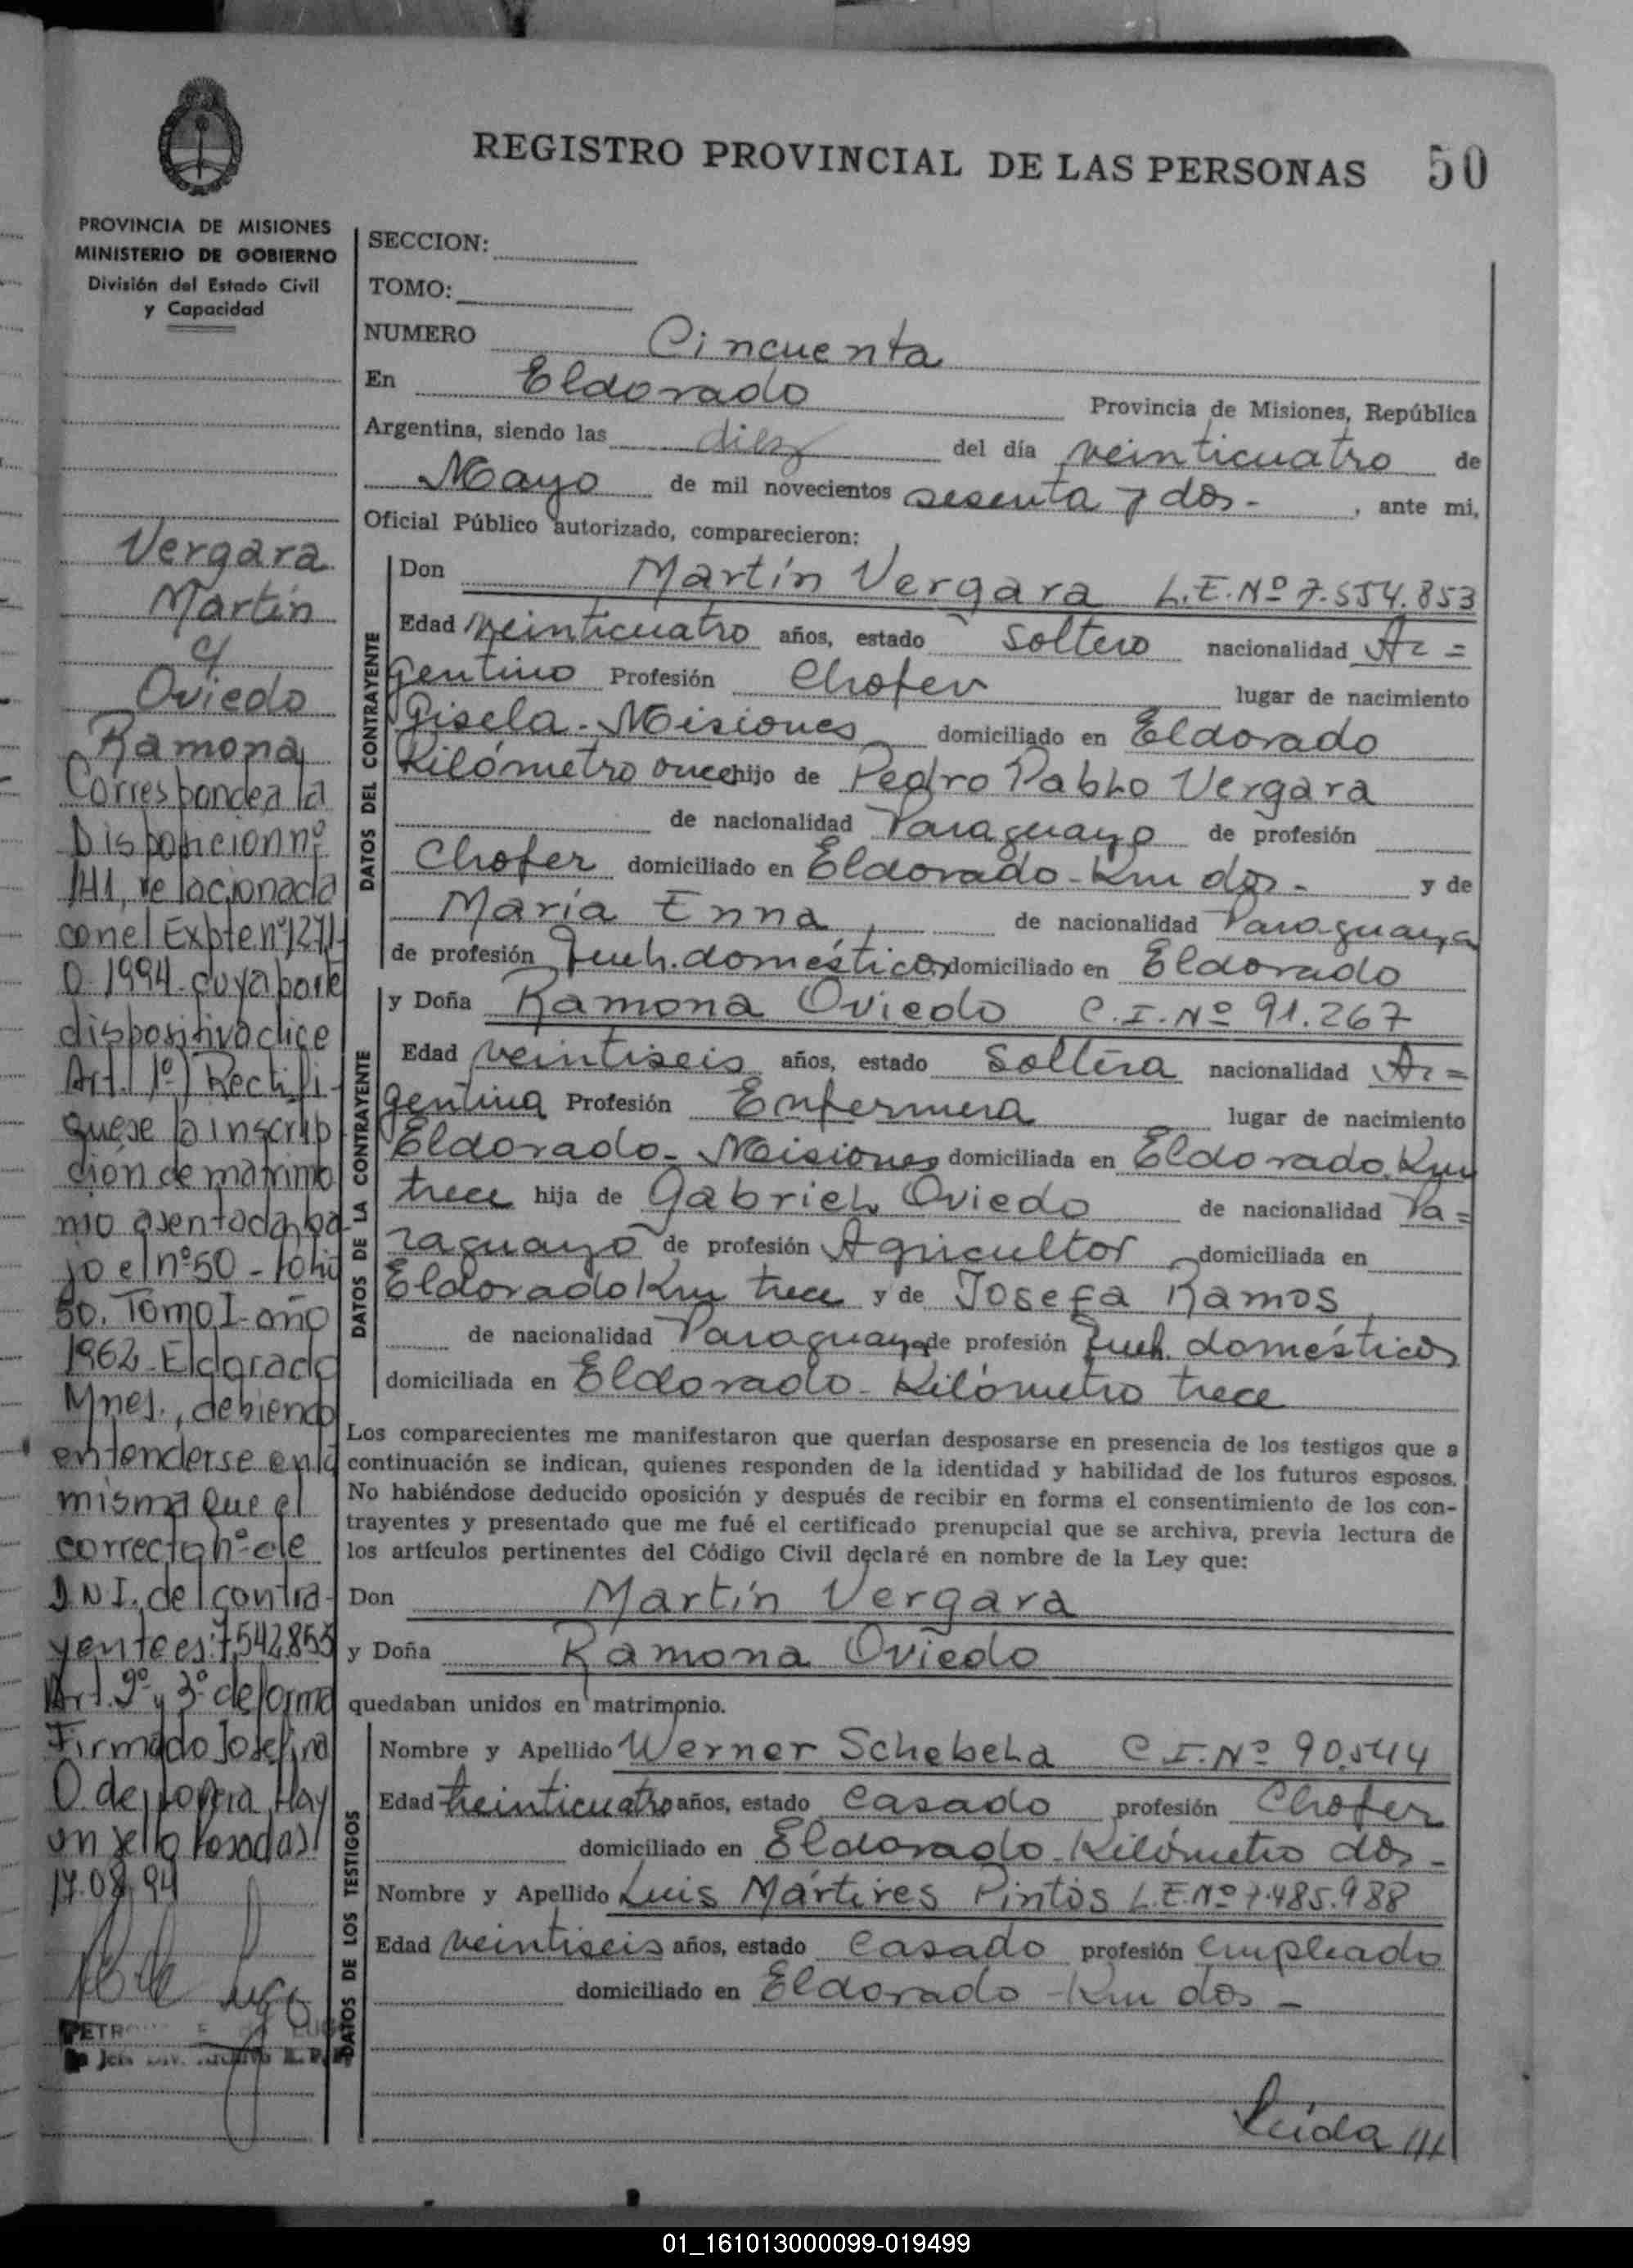 REGISTRO PROVINCIAL DE LAS PERSONAS 50
PROVINCIA DE MISIONES
MINISTERIO DE GOBIERNO
División del Estado Civil
y Capacidad
Vergara
Martín
c/
Oviedo
Ramona
Corresponde a la
Disposición nº
141, relacionada
con el Expte. nº 1271-
O-1994. cuya parte
dispositiva dice
Art. 1º) Rectifi-
quese la inscrip-
ción de matrimo
nio asentada ba-
jo el nº 50 - folio
50. Tomo I - año
1962 - Eldorado
Mnes., debiendo
entenderse en la
misma que el
correcto nº de
D N I. del contra-
yente es: 7.542.853
Art. 2º y 3º de forma
Firmado Josefina
O. de Hay
un sello Posadas
17.08.94
SECCION:
TOMO:
NUMERO Cincuenta
En Eldorado Provincia de Misiones, República
Argentina, siendo las diez del día veinticuatro de
Mayo de mil novecientos sesenta y dos - , ante mi,
Oficial Público autorizado, comparecieron:
DATOS DEL CONTRAYENTE
Don Martín Vergara L.E.Nº 7.554.853
Edad veinticuatro años, estado soltero nacionalidad Ar=
gentino Profesión Chofer lugar de nacimiento
Gisela - Misiones domiciliado en Eldorado
Kilómetro once hijo de Pedro Pablo Vergara
de nacionalidad Paraguayo de profesión
Chofer domiciliado en Eldorado - Km dos - y de
María Enna de nacionalidad Paraguaya
de profesión Queh. domésticos domiciliado en Eldorado
DATOS DE LA CONTRAYENTE
y Doña Ramona Oviedo C.I.Nº 91.267
Edad veintiseis años, estado soltera nacionalidad Ar=
gentina Profesión Enfermera lugar de nacimiento
Eldorado - Misiones domiciliada en Eldorado. Km
trece hija de Gabriel Oviedo de nacionalidad Pa=
raguayo de profesión Agricultor domiciliada en
Eldorado Km trece y de Josefa Ramos
de nacionalidad Paraguaya de profesión Queh. domésticos
domiciliada en Eldorado - Kilómetro trece
Los comparecientes me manifestaron que querían desposarse en presencia de los testigos que a
continuación se indican, quienes responden de la identidad y habilidad de los futuros esposos.
No habiéndose deducido oposición y después de recibir en forma el consentimiento de los con-
trayentes y presentado que me fué el certificado prenupcial que se archiva, previa lectura de
los artículos pertinentes del Código Civil declaré en nombre de la Ley que:
Don Martín Vergara
y Doña Ramona Oviedo
quedaban unidos en matrimonio.
DATOS DE LOS TESTIGOS
Nombre y Apellido Werner Schebela C.I.Nº 90.544
Edad treinticuatro años, estado casado profesión Chofer
domiciliado en Eldorado - Kilómetro dos -
Nombre y Apellido Luis Mártires Pintos L.E.Nº 7.485.988
Edad veintiseis años, estado casado profesión empleado
domiciliado en Eldorado - Km dos -
Leida ///
01_161013000099-019499